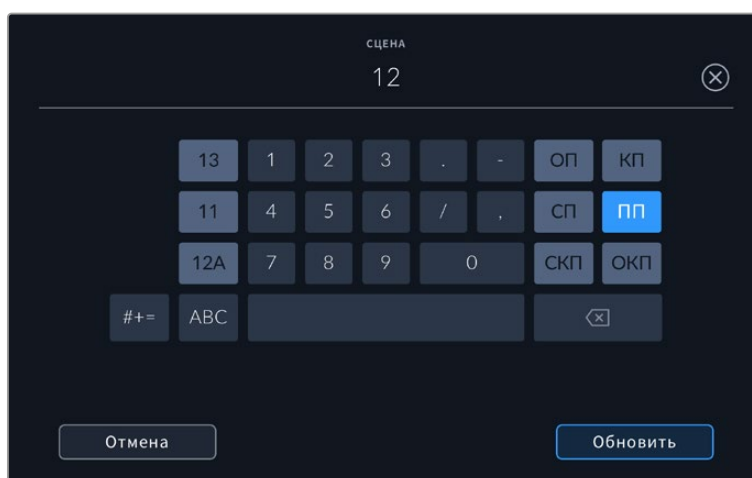 СЦЕНА
12
13 1 2 3 . - ОП КП
11 4 5 6 / , СП ПП
12A 7 8 9 0 СКП ОКП
#+= ABC
Отмена Обновить